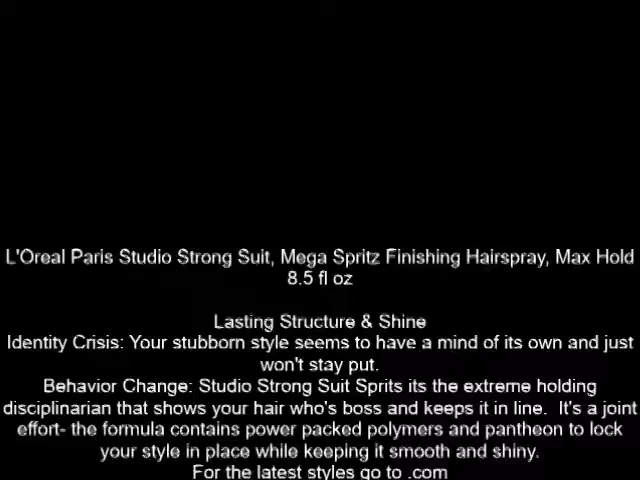 L'Oreal Paris Studio Strong Suit, Mega Spritz Finishing Hairspray, Max Hold
8.5 fl oz
Lasting Structure & Shine
Identity Crisis: Your stubborn style seems to have a mind of its own and just
won't stay put.
Behavior Change: Studio Strong Suit Sprits its the extreme holding
disciplinarian that shows your hair who's boss and keeps it in line.  It's a joint
effort- the formula contains power packed polymers and pantheon to lock
your style in place while keeping it smooth and shiny.
For the latest styles go to .com